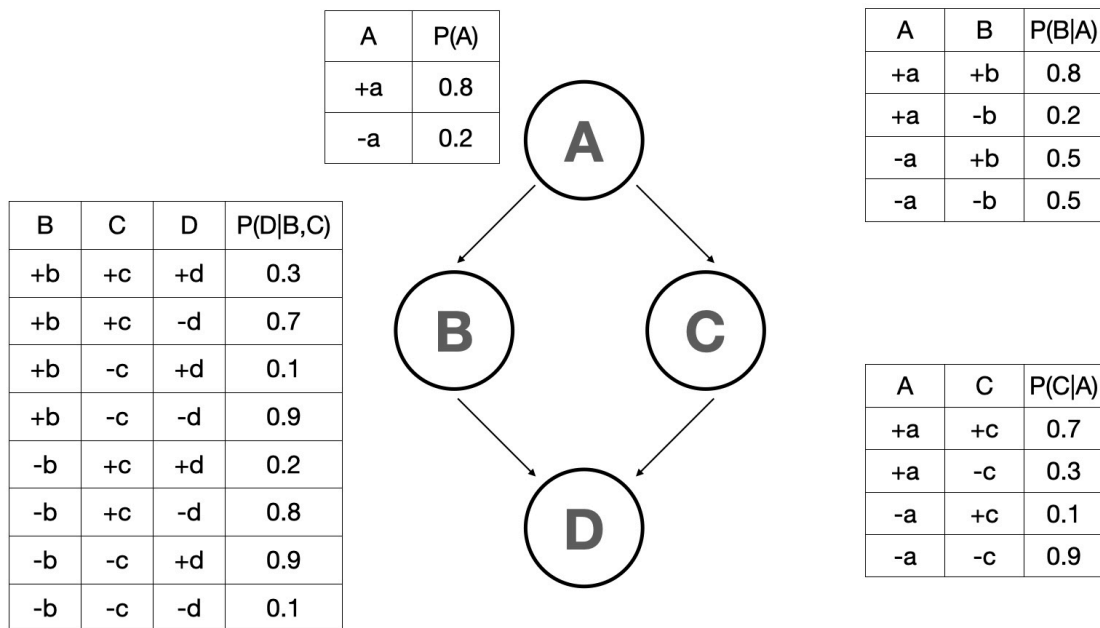 A P(A)
+a 0.8
-a 0.2
A B P(B|A)
+a +b 0.8
+a -b 0.2
-a +b 0.5
-a -b 0.5
A
B C D P(D|B,C)
+b +c +d 0.3
+b +c -d 0.7
+b -c +d 0.1
+b -c -d 0.9
-b +c +d 0.2
-b +c -d 0.8
-b -c +d 0.9
-b -c -d 0.1
B
C
A C P(C|A)
+a +c 0.7
+a -c 0.3
-a +c 0.1
-a -c 0.9
D